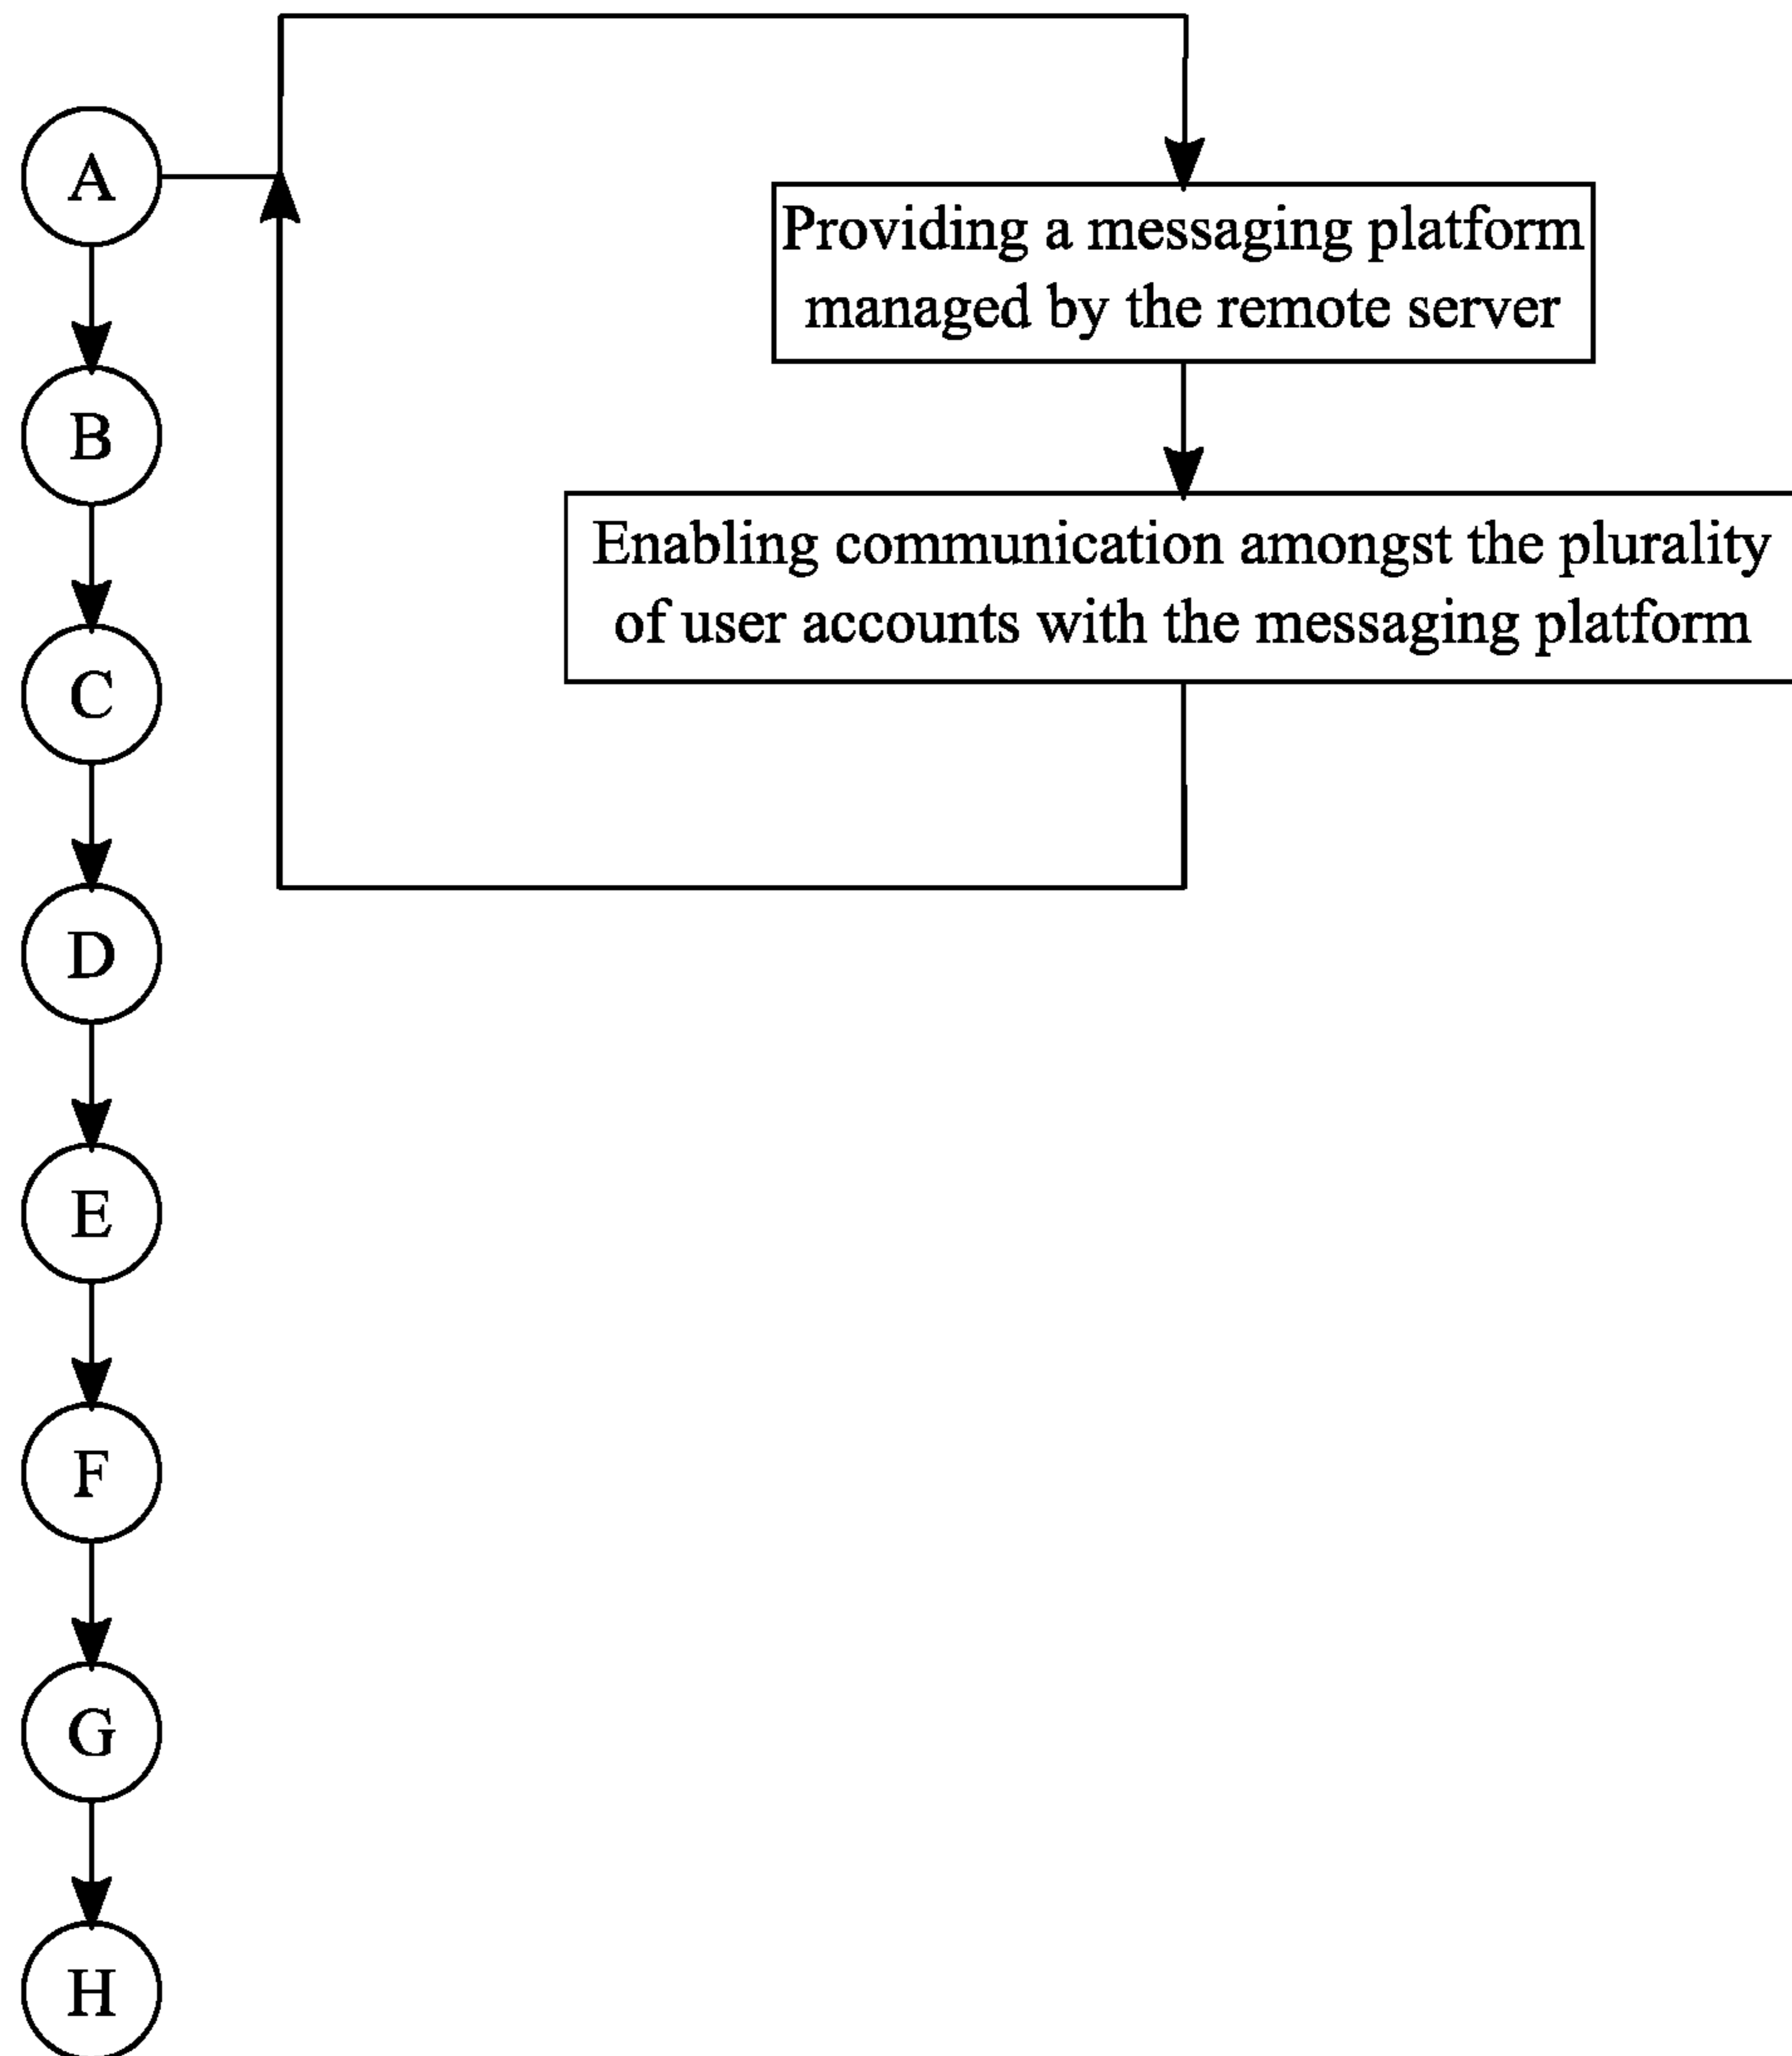 A
Providing a messaging platform
managed by the remote server
B
Enabling communication amongst the plurality
of user accounts with the messaging platform
C
D
E
F
G
H